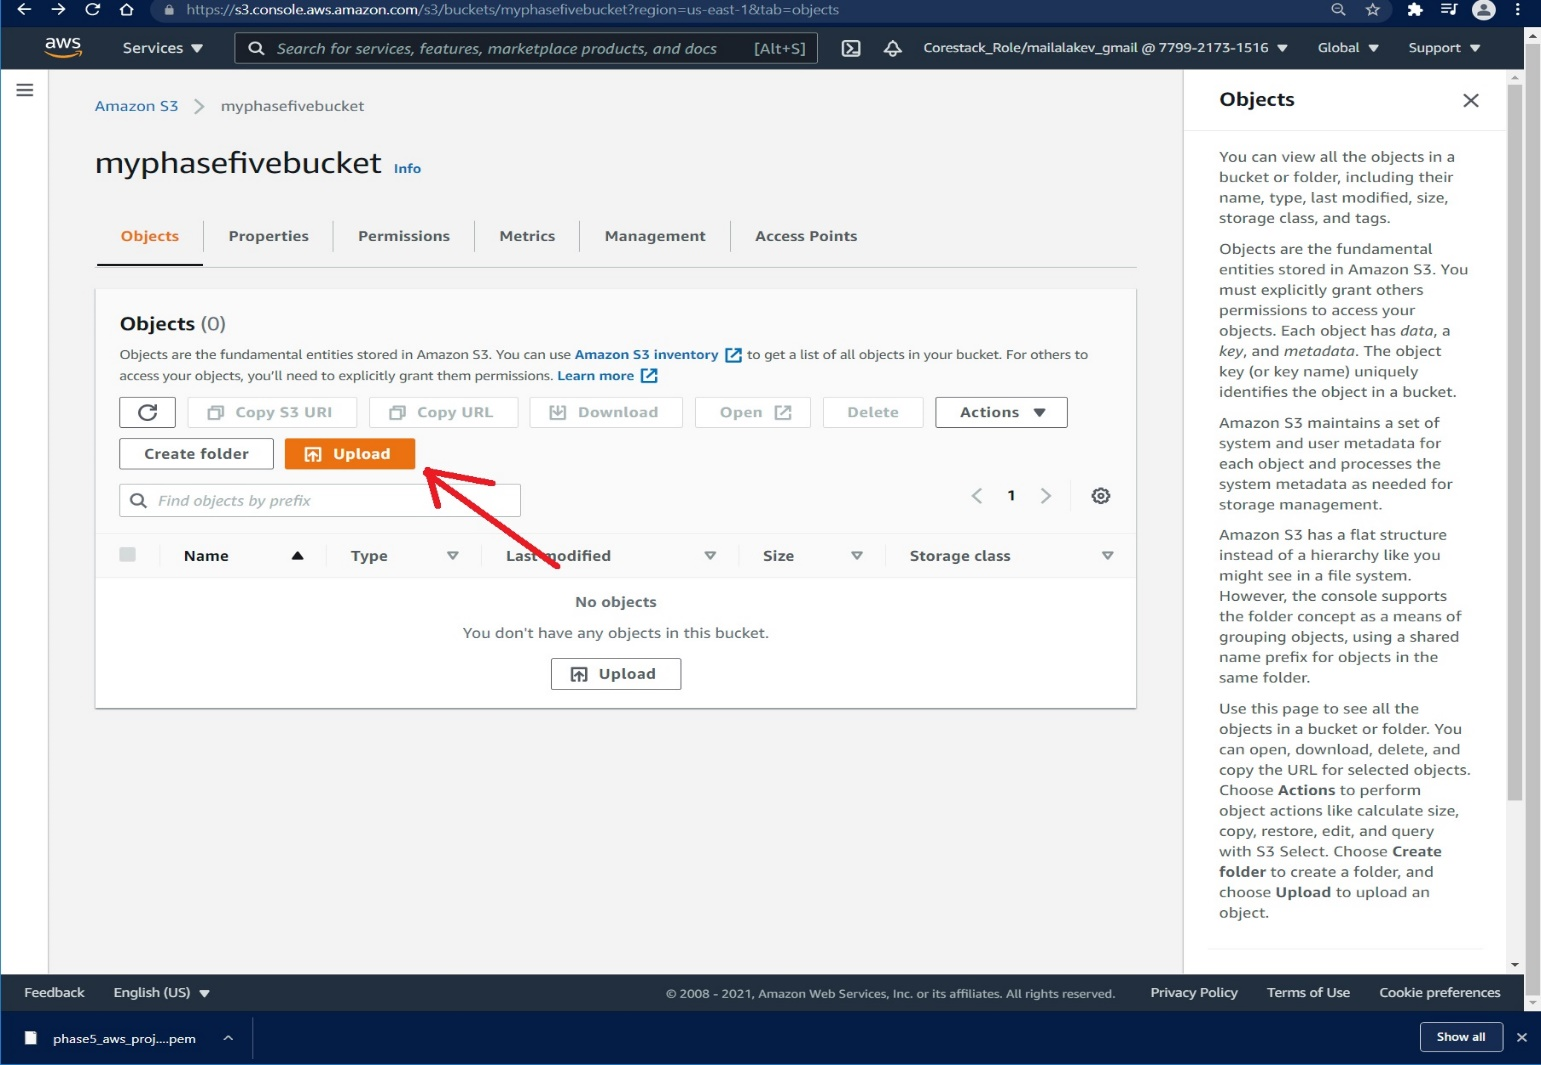 https://s3.console.aws.amazon.com/s3/buckets/myphasefivebucket?region=us-east-1&tab=objects
aws
Services
Search for services, features, marketplace products, and docs [Alt+S]
Corestack_Role/mailalakev_gmail @ 7799-2173-1516
Global
Support
Amazon S3 > myphasefivebucket
myphasefivebucket Info
Objects
Properties
Permissions
Metrics
Management
Access Points
Objects (0)
Objects are the fundamental entities stored in Amazon S3. You can use Amazon S3 inventory to get a list of all objects in your bucket. For others to
access your objects, you'll need to explicitly grant them permissions. Learn more
Copy S3 URI
Copy URL
Download
Open
Delete
Actions
Create folder
Upload
Find objects by prefix
1
Name
Type
Last modified
Size
Storage class
No objects
You don't have any objects in this bucket.
Upload
Objects
You can view all the objects in a
bucket or folder, including their
name, type, last modified, size,
storage class, and tags.
Objects are the fundamental
entities stored in Amazon S3. You
must explicitly grant others
permissions to access your
objects. Each object has data, a
key, and metadata. The object
key (or key name) uniquely
identifies the object in a bucket.
Amazon S3 maintains a set of
system and user metadata for
each object and processes the
system metadata as needed for
storage management.
Amazon S3 has a flat structure
instead of a hierarchy like you
might see in a file system.
However, the console supports
the folder concept as a means of
grouping objects, using a shared
name prefix for objects in the
same folder.
Use this page to see all the
objects in a bucket or folder. You
can open, download, delete, and
copy the URL for selected objects.
Choose Actions to perform
object actions like calculate size,
copy, restore, edit, and query
with S3 Select. Choose Create
folder to create a folder, and
choose Upload to upload an
object.
Feedback
English (US)
© 2008 - 2021, Amazon Web Services, Inc. or its affiliates. All rights reserved.
Privacy Policy
Terms of Use
Cookie preferences
phase5_aws_proj....pem
Show all